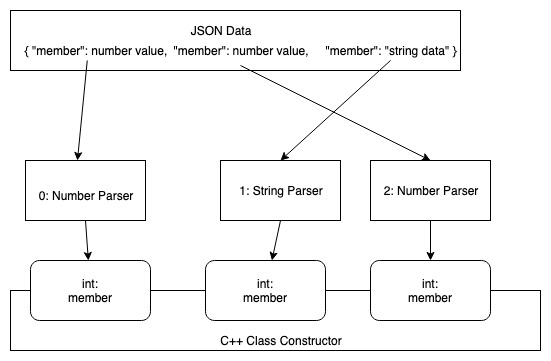 JSON Data
{ "member": number value, "member": number value, "member": "string data" }
0: Number Parser
1: String Parser
2: Number Parser
int:
member
int:
member
int:
member
C++ Class Constructor